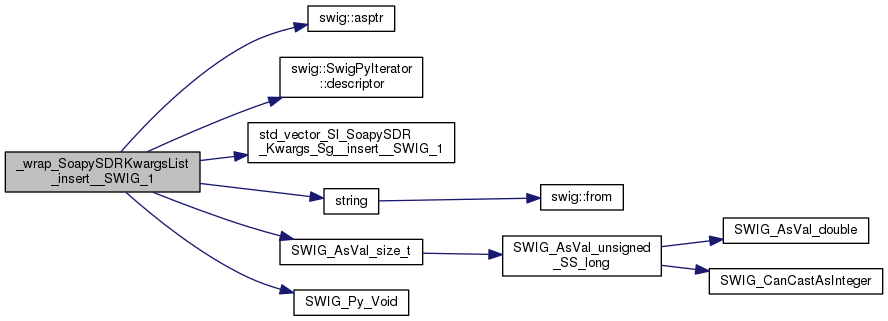 swig::asptr
swig::SwigPyIterator
::descriptor
std_vector_Sl_SoapySDR
_Kwargs_Sg__insert__SWIG_1
_wrap_SoapySDRKwargsList
_insert__SWIG_1
string
swig::from
SWIG_AsVal_size_t
SWIG_AsVal_unsigned
_SS_long
SWIG_AsVal_double
SWIG_CanCastAsInteger
SWIG_Py_Void